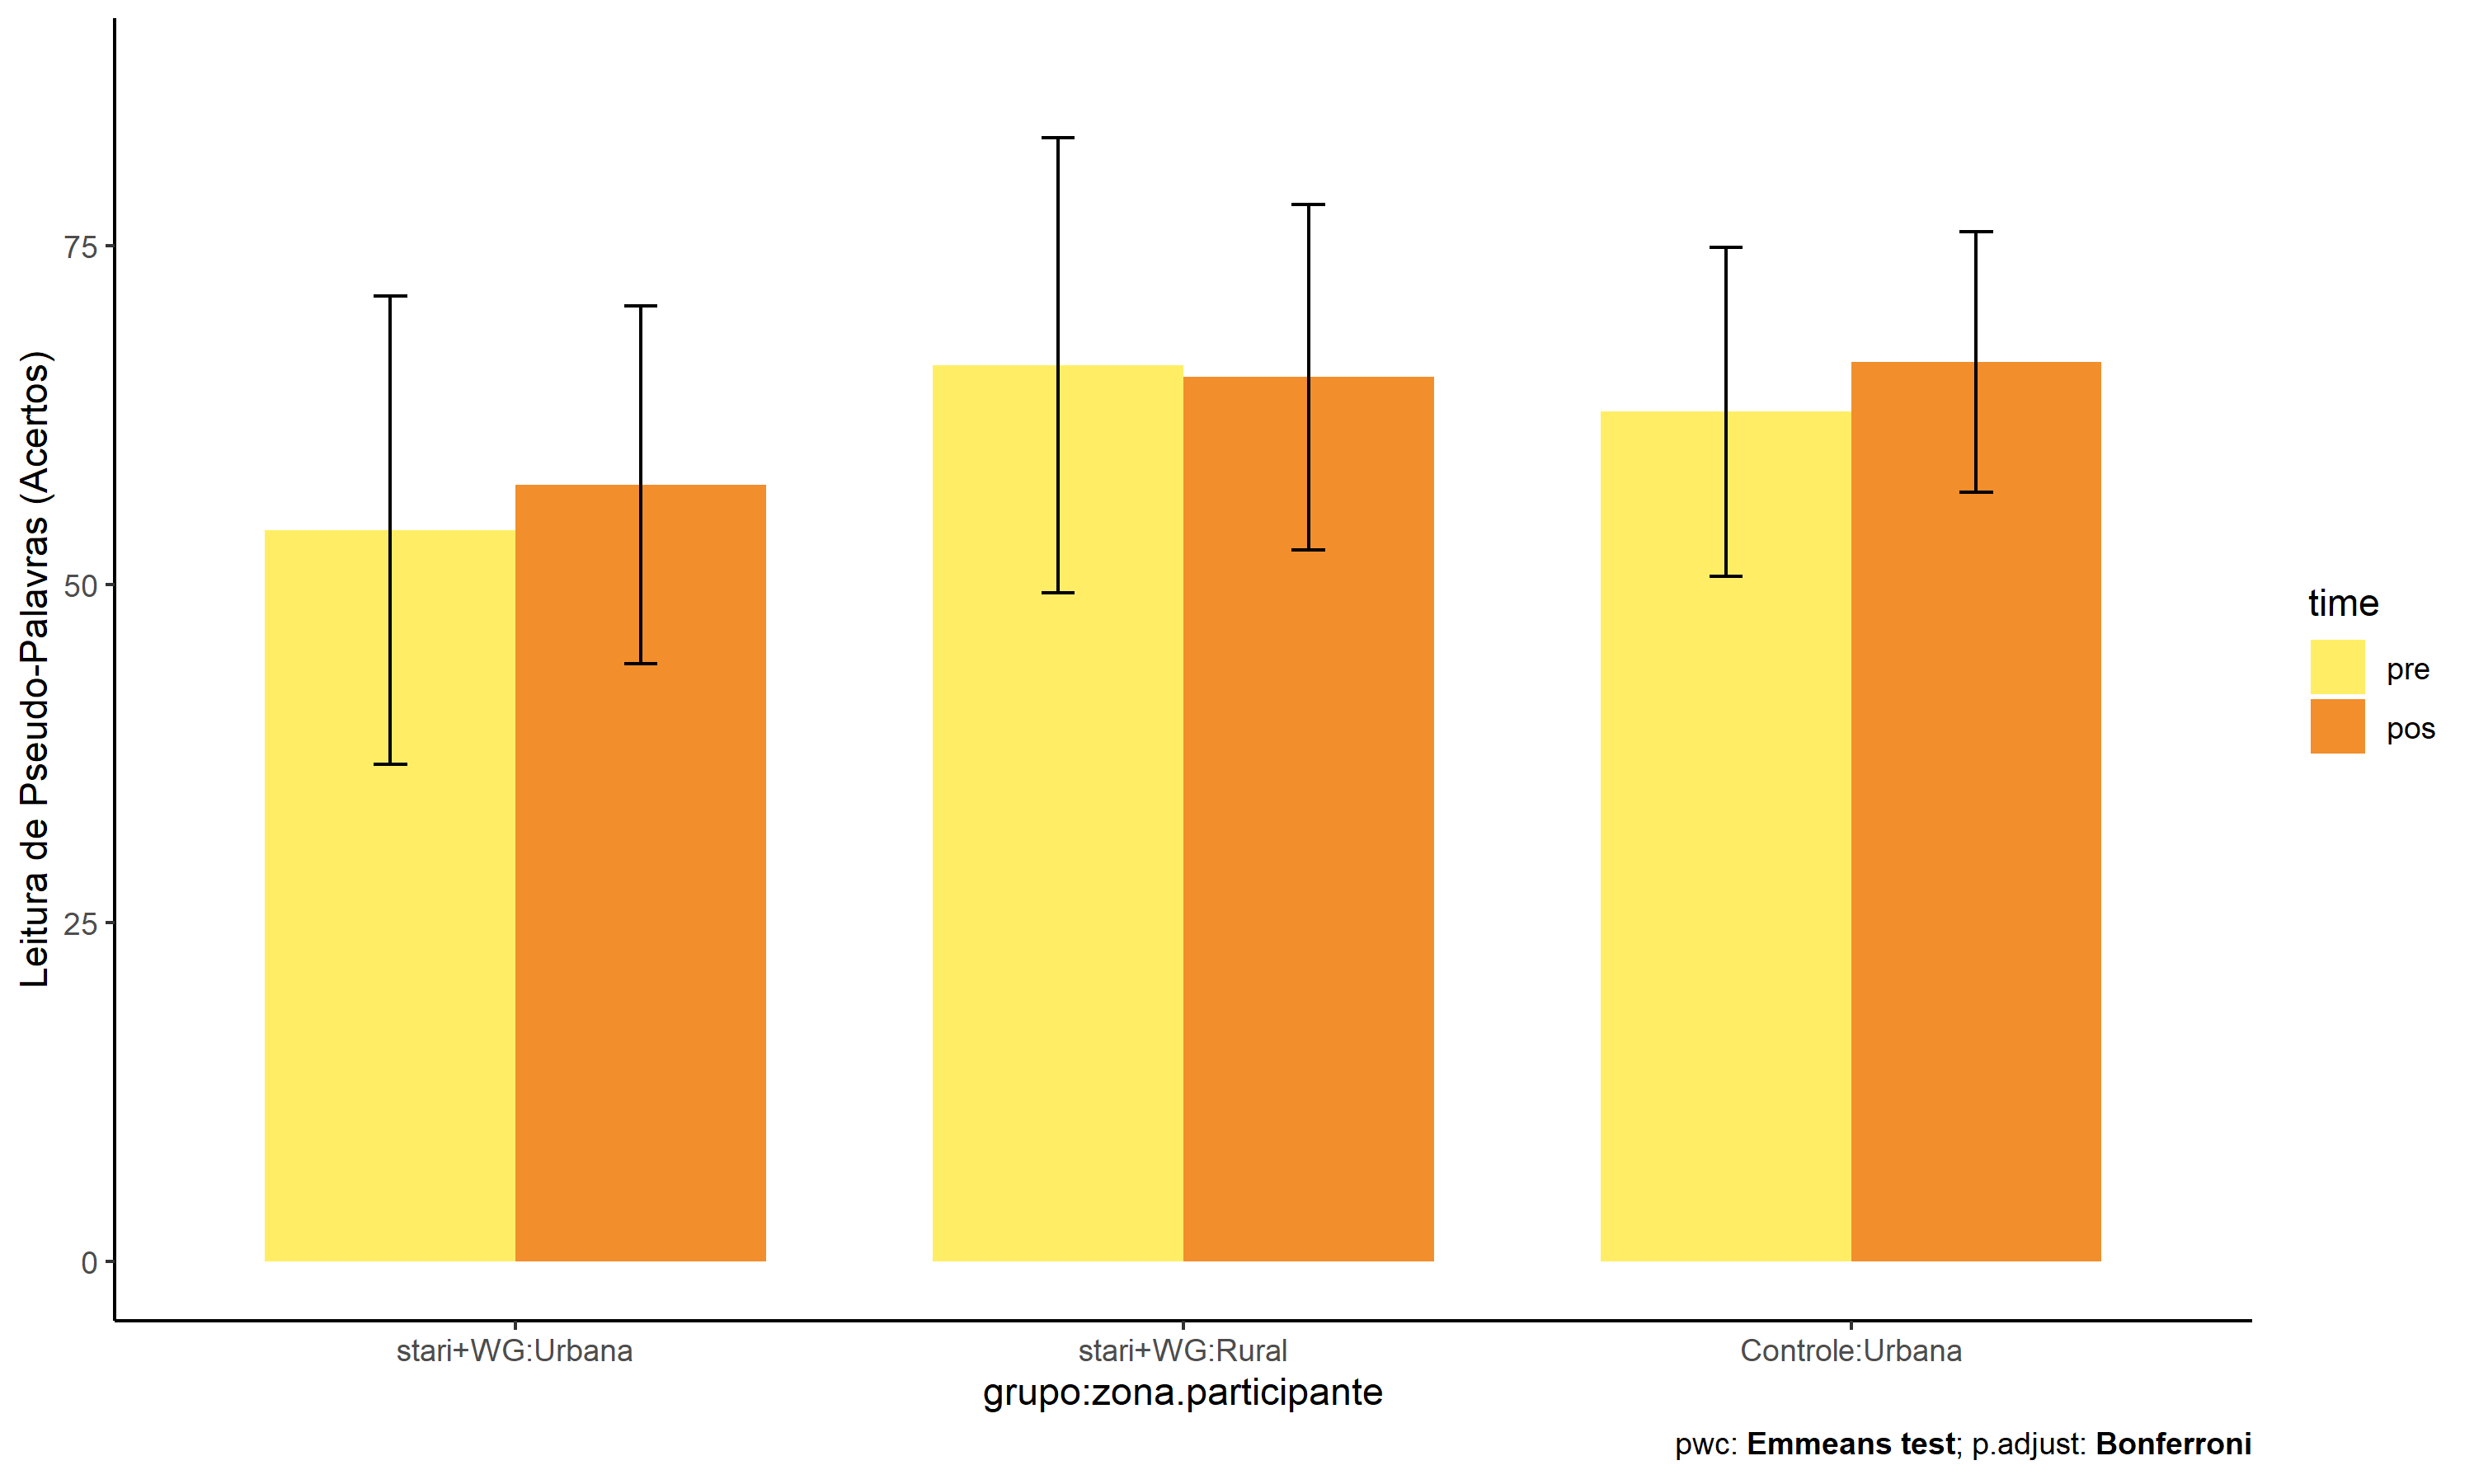 Leitura de Pseudo-Palavras (Acertos)
75
50
25
0
stari+WG:Urbana
stari+WG:Rural
Controle:Urbana
grupo:zona.participante
time
pre
pos
pwc: Emmeans test; p.adjust: Bonferroni